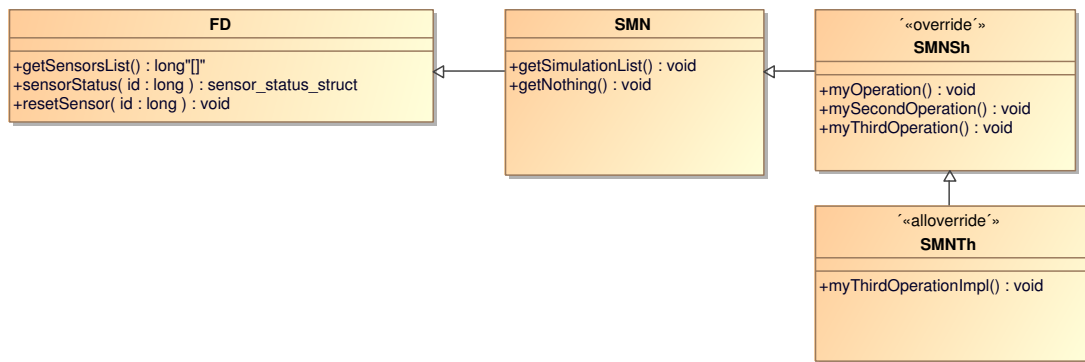 FD
+getSensorsList() : long"[]"
+sensorStatus( id : long ) : sensor_status_struct
+resetSensor( id : long ) : void
SMN
+getSimulationList() : void
+getNothing() : void
´«override´»
SMNSh
+myOperation() : void
+mySecondOperation() : void
+myThirdOperation() : void
´«alloverride´»
SMNTh
+myThirdOperationImpl() : void